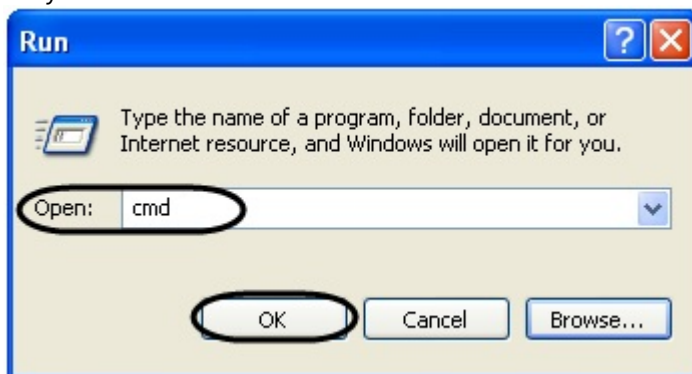 Run
Type the name of a program, folder, document, or
Internet resource, and Windows will open it for you.
Open: cmd
OK Cancel Browse...